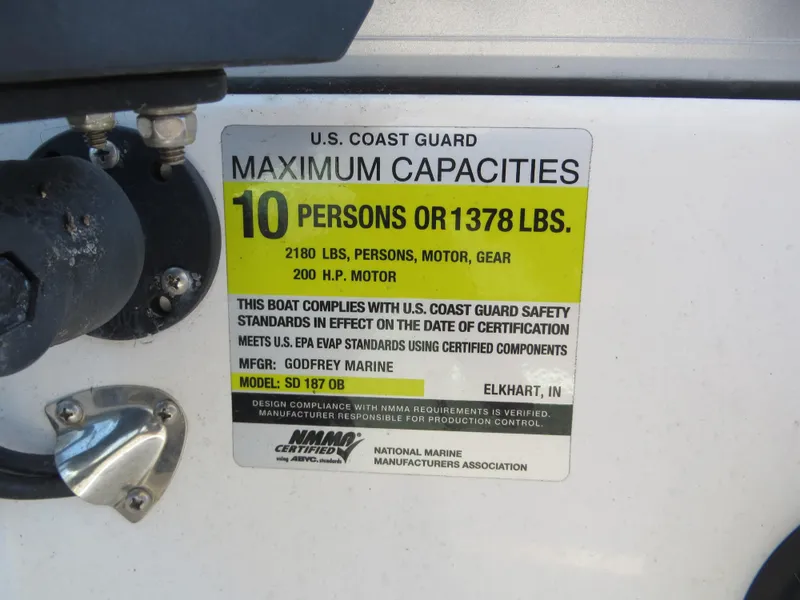 U.S. COAST GUARD
MAXIMUM CAPACITIES
10 PERSONS OR 1378 LBS.
2180 LBS, PERSONS, MOTOR, GEAR
200 H.P. MOTOR
THIS BOAT COMPLIES WITH U.S. COAST GUARD SAFETY
STANDARDS IN EFFECT ON THE DATE OF CERTIFICATION
MEETS U.S. EPA EVAP STANDARDS USING CERTIFIED COMPONENTS
MFGR: GODFREY MARINE
MODEL: SD 187 OB ELKHART, IN
DESIGN COMPLIANCE WITH NMMA REQUIREMENTS IS VERIFIED.
MANUFACTURER RESPONSIBLE FOR PRODUCTION CONTROL.
NMMA
CERTIFIED
using ABYC. standards
NATIONAL MARINE
MANUFACTURERS ASSOCIATION